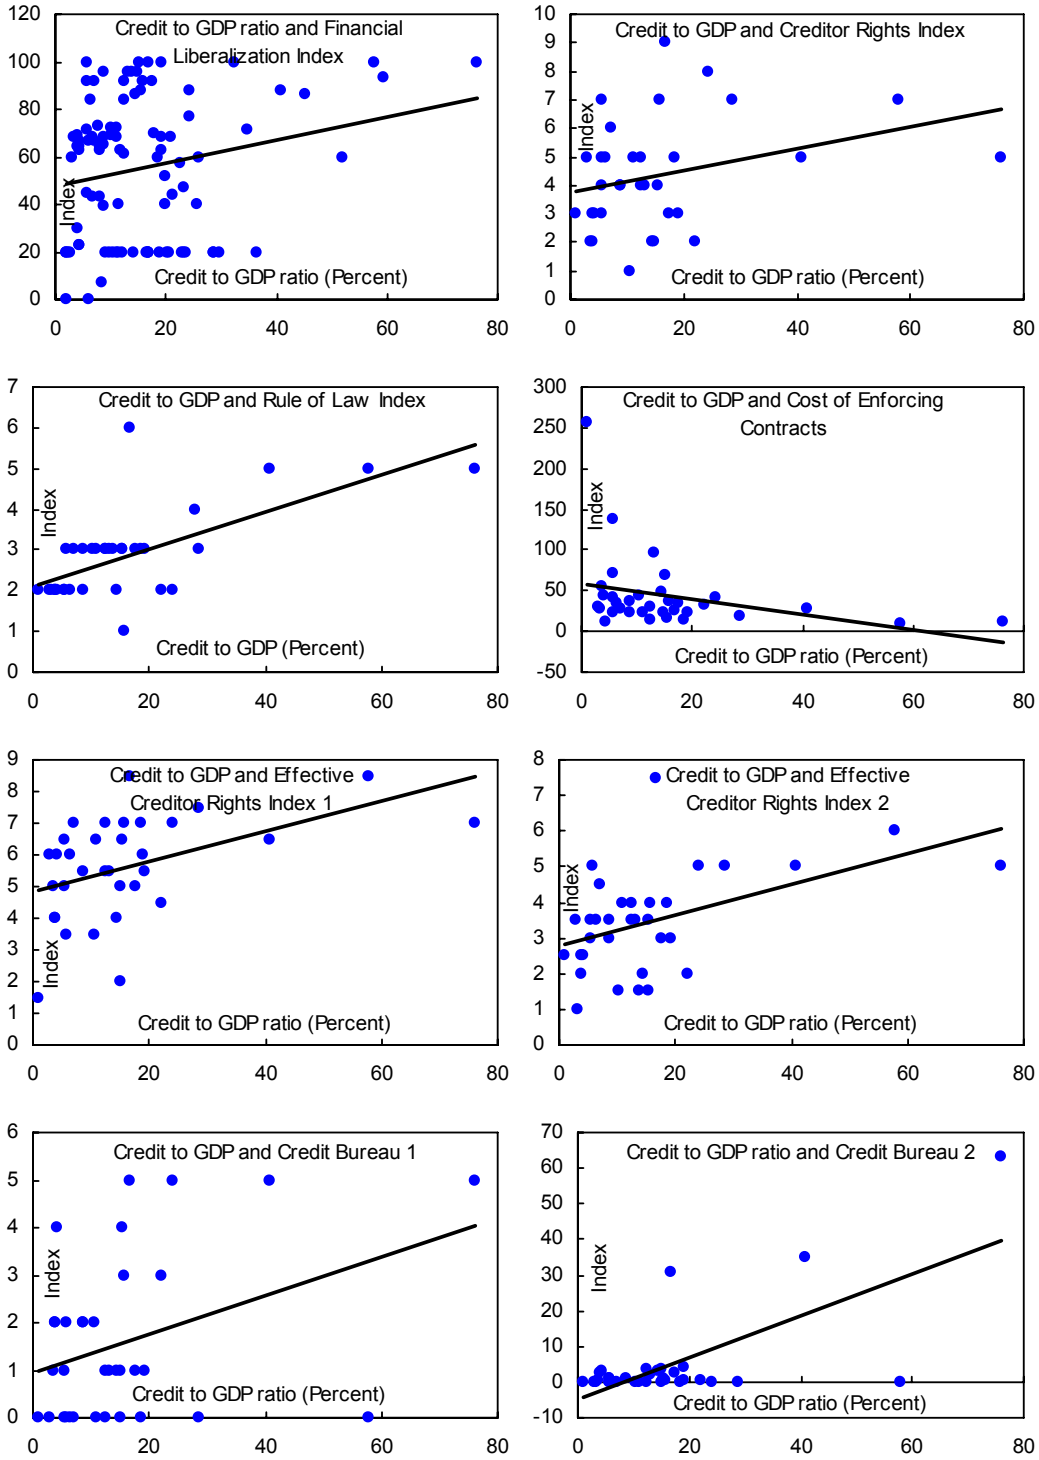 Credit to GDP ratio and Financial
Liberalization Index
120
100
80
60
40
20
0
Index
Credit to GDP ratio (Percent)
0 20 40 60 80
Credit to GDP and Creditor Rights Index
10
9
8
7
6
5
4
3
2
1
0
Index
Credit to GDP ratio (Percent)
0 20 40 60 80
Credit to GDP and Rule of Law Index
7
6
5
4
3
2
1
0
Index
Credit to GDP (Percent)
0 20 40 60 80
Credit to GDP and Cost of Enforcing
Contracts
300
250
200
150
100
50
0
-50
Index
Credit to GDP ratio (Percent)
0 20 40 60 80
Credit to GDP and Effective
Creditor Rights Index 1
9
8
7
6
5
4
3
2
1
0
Index
Credit to GDP ratio (Percent)
0 20 40 60 80
Credit to GDP and Effective
Creditor Rights Index 2
8
7
6
5
4
3
2
1
0
Index
Credit to GDP ratio (Percent)
0 20 40 60 80
Credit to GDP and Credit Bureau 1
6
5
4
3
2
1
0
Index
Credit to GDP ratio (Percent)
0 20 40 60 80
Credit to GDP ratio and Credit Bureau 2
70
60
50
40
30
20
10
0
-10
Index
Credit to GDP ratio (Percent)
0 20 40 60 80